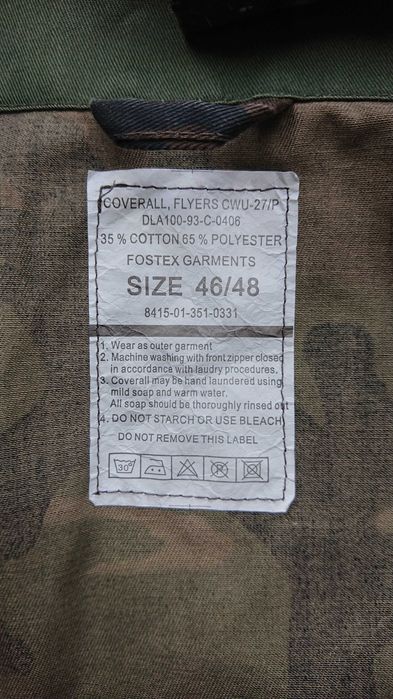 COVERALL, FLYERS CWU-27/P
DLA100-93-C-0406
35 % COTTON 65 % POLYESTER
FOSTEX GARMENTS
SIZE 46/48
8415-01-351-0331
1. Wear as outer garment
2. Machine washing with front zipper closed
in accordance with laudry procedures.
3. Coverall may be hand laundered using
mild soap and warm water.
All soap should be thoroughly rinsed out
4. DO NOT STARCH OR USE BLEACH
DO NOT REMOVE THIS LABEL
30°